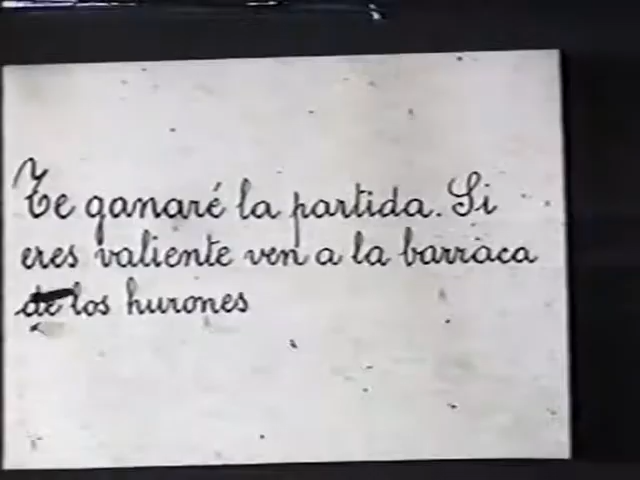 Te ganaré la partida. Si
eres valiente ven a la barraca
de los hurones